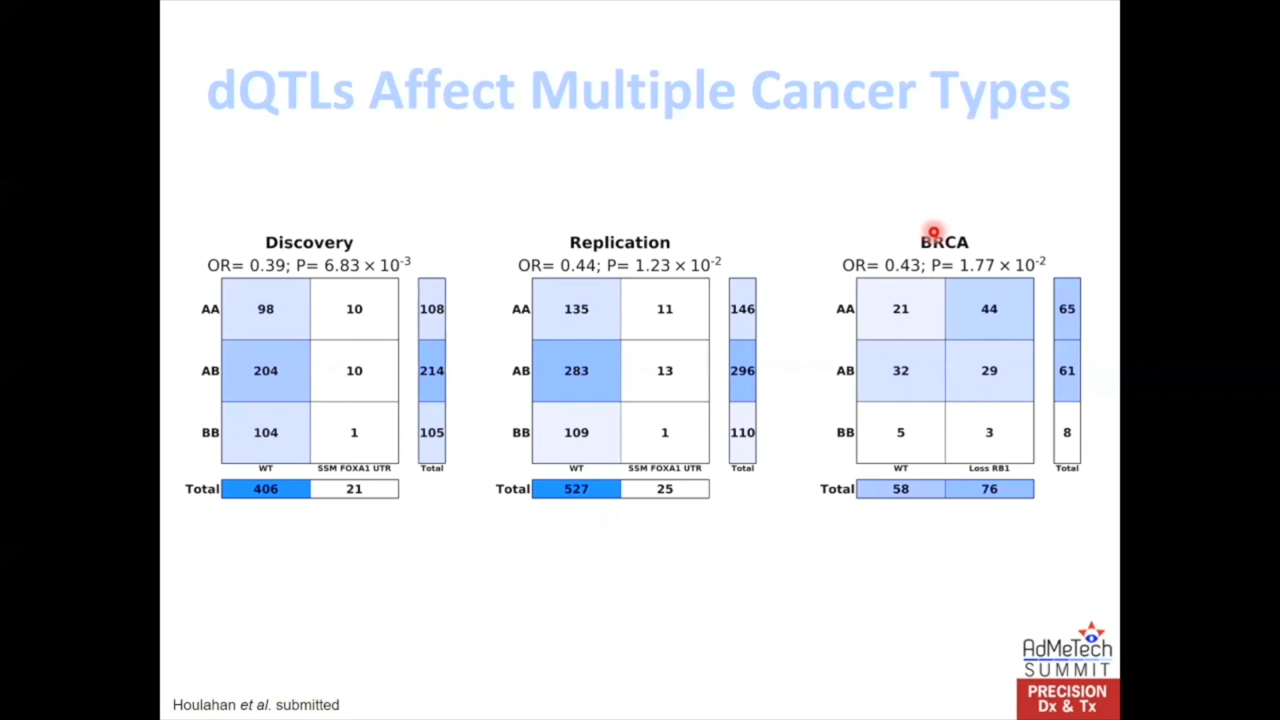 dQTLs Affect Multiple Cancer Types
Discovery
OR= 0.39; P= 6.83 × 10⁻³
AA 98 10 108
AB 204 10 214
BB 104 1 105
WT SSM FOXA1 UTR Total
Total 406 21
Replication
OR= 0.44; P= 1.23 × 10⁻²
AA 135 11 146
AB 283 13 296
BB 109 1 110
WT SSM FOXA1 UTR Total
Total 527 25
BRCA
OR= 0.43; P= 1.77 × 10⁻²
AA 21 44 65
AB 32 29 61
BB 5 3 8
WT Loss RB1 Total
Total 58 76
Houlahan et al. submitted
AdMeTech
SUMMIT
PRECISION
Dx & Tx